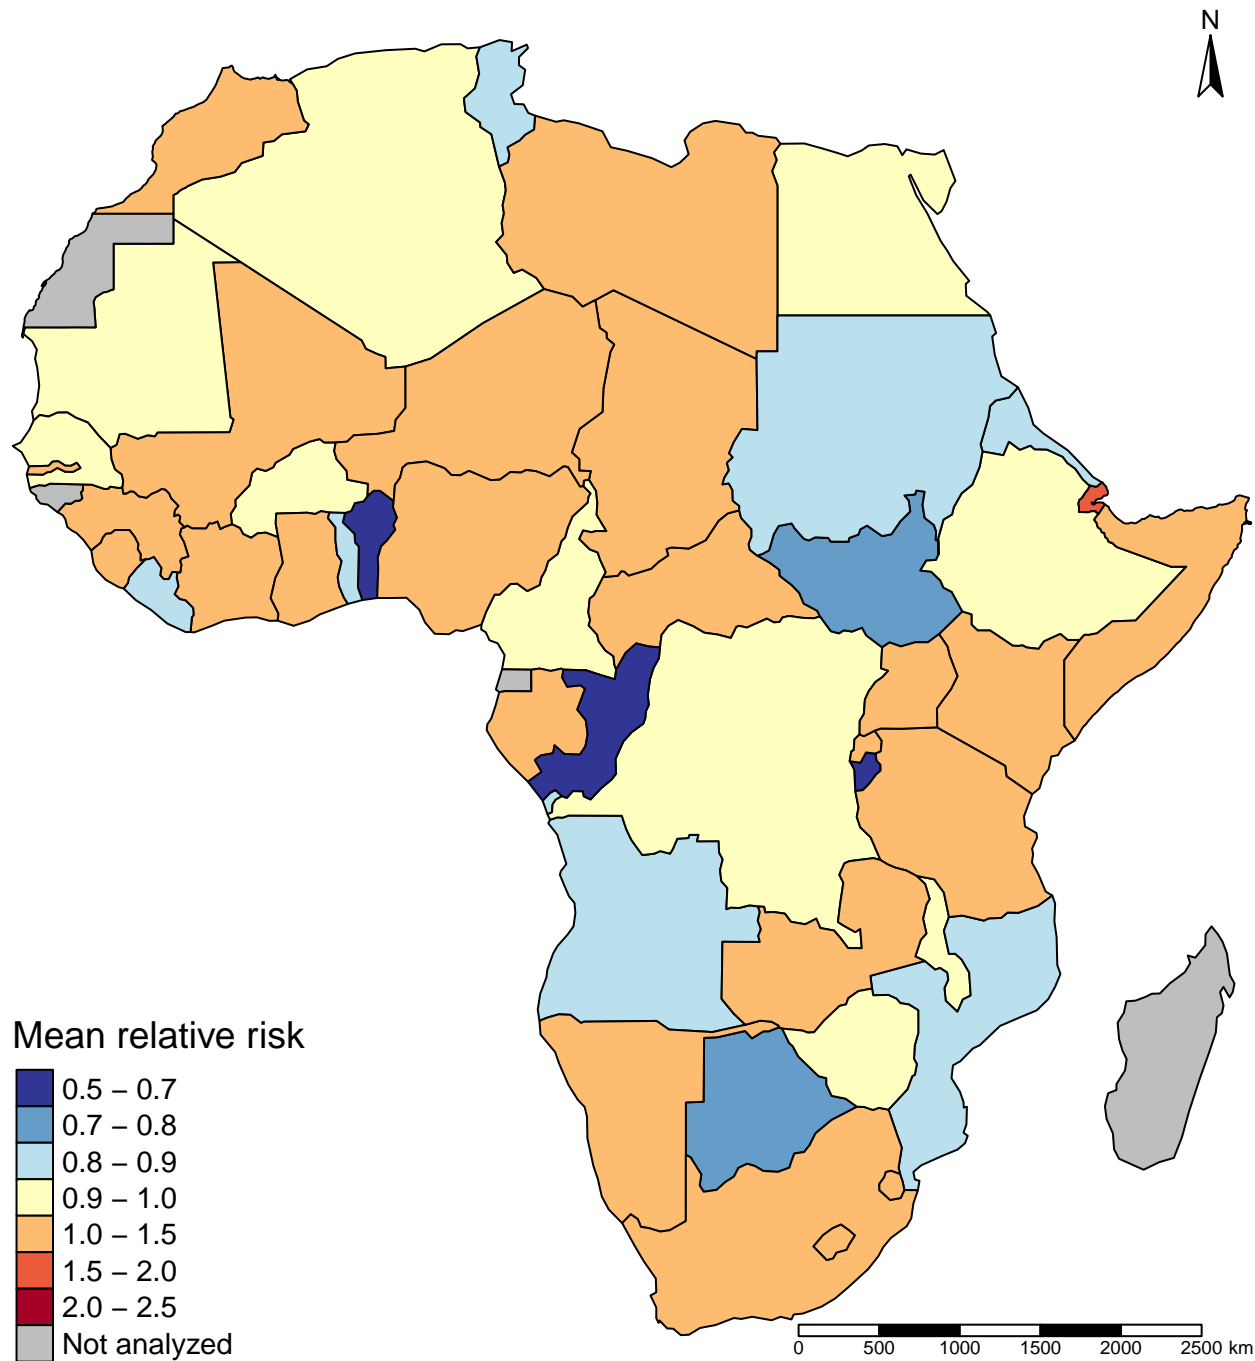 N
Mean relative risk
0.5 – 0.7
0.7 – 0.8
0.8 – 0.9
0.9 – 1.0
1.0 – 1.5
1.5 – 2.0
2.0 – 2.5
Not analyzed
0 500 1000 1500 2000 2500 km